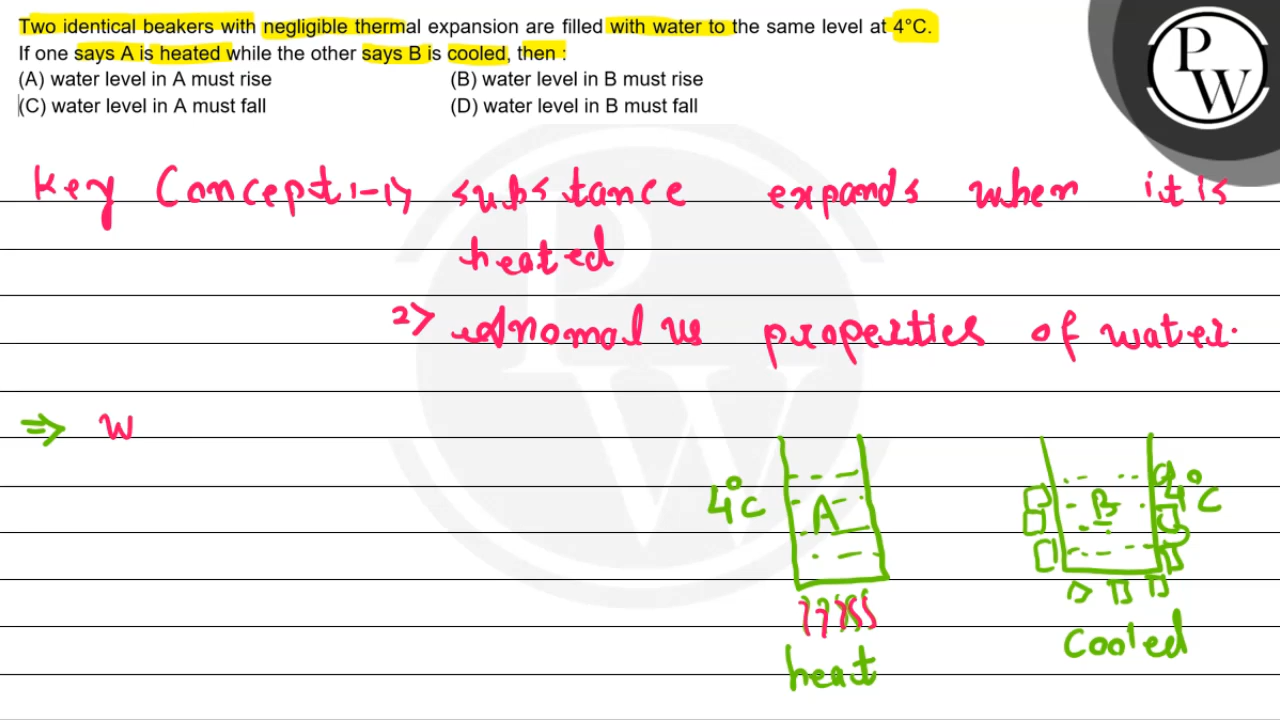 Two identical beakers with negligible thermal expansion are filled with water to the same level at 4°C.
If one says A is heated while the other says B is cooled, then :
(A) water level in A must rise (B) water level in B must rise
(C) water level in A must fall (D) water level in B must fall
PW
Key Concept :- 1) substance expands when it is
heated
2) Anomalus properties of water.
⇒ w
4°C A B 4°C
heat cooled